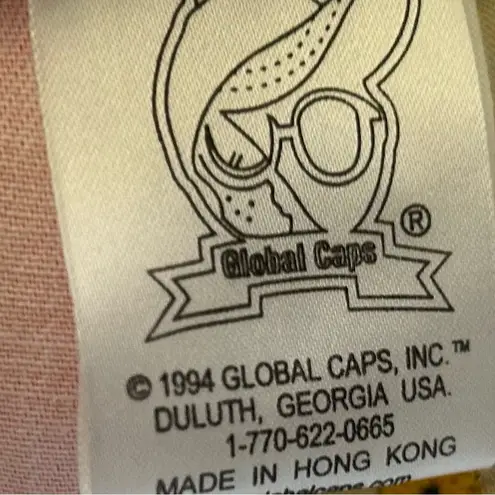 ®
Global Caps
© 1994 GLOBAL CAPS, INC.™
DULUTH, GEORGIA USA.
1-770-622-0665
MADE IN HONG KONG